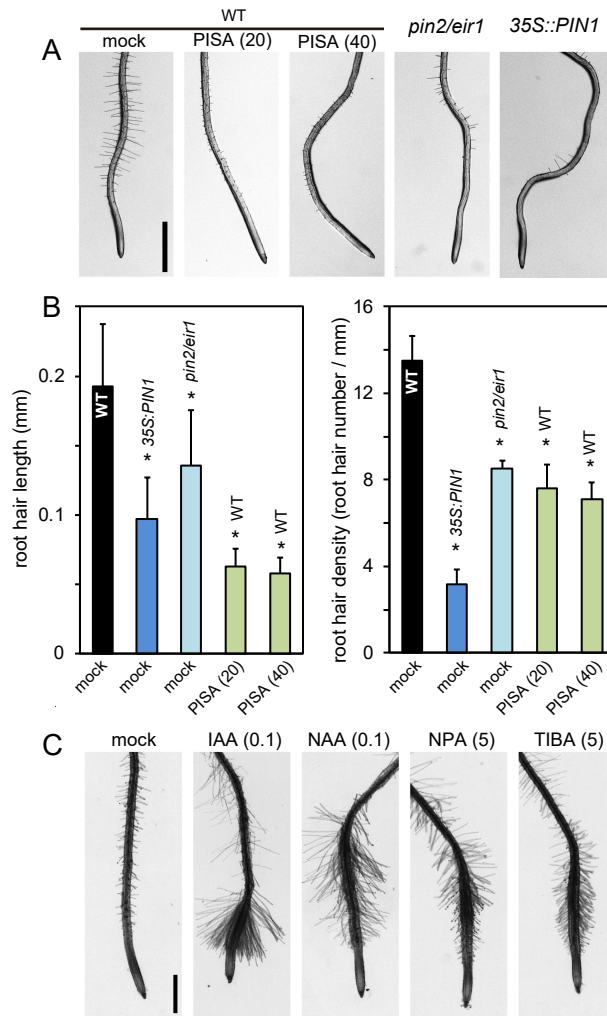 WT
A
mock
PISA (20)
PISA (40)
pin2/eir1
35S::PIN1
B
root hair length (mm)
0.2
0.1
0
WT
* 35S:PIN1
* pin2/eir1
* WT
* WT
mock
mock
mock
PISA (20)
PISA (40)
root hair density (root hair number / mm)
16
12
8
4
0
WT
* 35S:PIN1
* pin2/eir1
* WT
* WT
mock
mock
mock
PISA (20)
PISA (40)
C
mock
IAA (0.1)
NAA (0.1)
NPA (5)
TIBA (5)